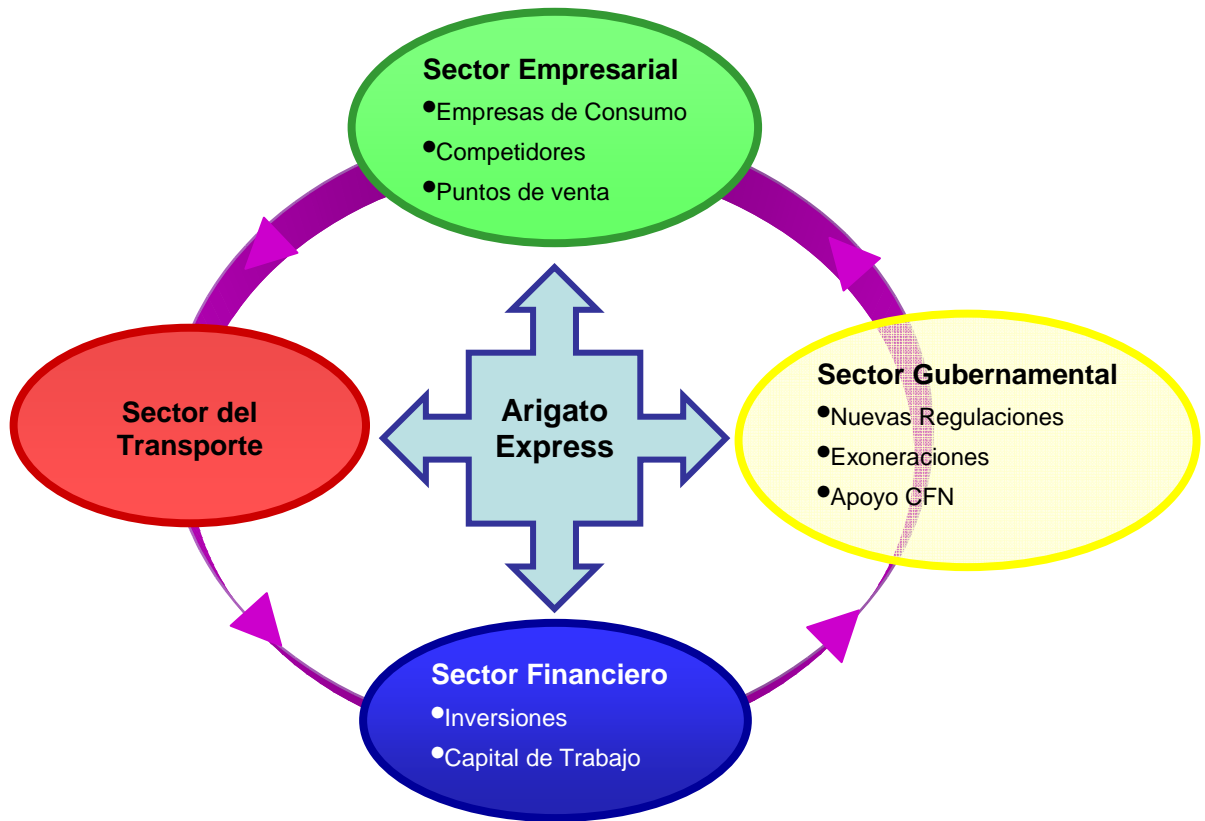 Sector Empresarial
•Empresas de Consumo
•Competidores
•Puntos de venta
Sector del
Transporte
Arigato
Express
Sector Gubernamental
•Nuevas Regulaciones
•Exoneraciones
•Apoyo CFN
Sector Financiero
•Inversiones
•Capital de Trabajo